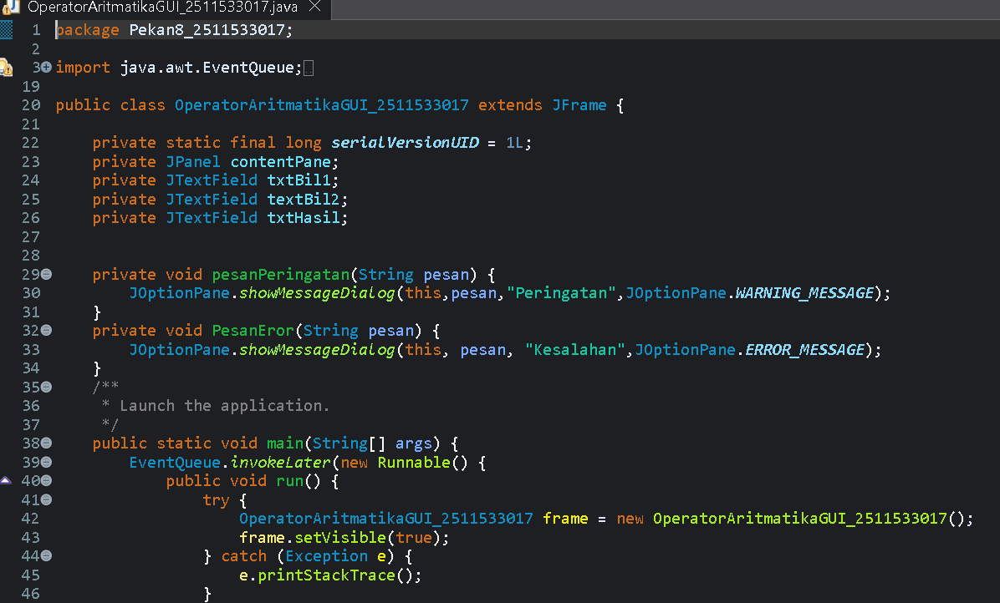 OperatorAritmatikaGUI_2511533017.java
1 package Pekan8_2511533017;
2
3 import java.awt.EventQueue;
19
20 public class OperatorAritmatikaGUI_2511533017 extends JFrame {
21
22 private static final long serialVersionUID = 1L;
23 private JPanel contentPane;
24 private JTextField txtBil1;
25 private JTextField textBil2;
26 private JTextField txtHasil;
27
28
29 private void pesanPeringatan(String pesan) {
30 JOptionPane.showMessageDialog(this,pesan,"Peringatan",JOptionPane.WARNING_MESSAGE);
31 }
32 private void PesanEror(String pesan) {
33 JOptionPane.showMessageDialog(this, pesan, "Kesalahan",JOptionPane.ERROR_MESSAGE);
34 }
35 /**
36 * Launch the application.
37 */
38 public static void main(String[] args) {
39 EventQueue.invokeLater(new Runnable() {
40 public void run() {
41 try {
42 OperatorAritmatikaGUI_2511533017 frame = new OperatorAritmatikaGUI_2511533017();
43 frame.setVisible(true);
44 } catch (Exception e) {
45 e.printStackTrace();
46 }